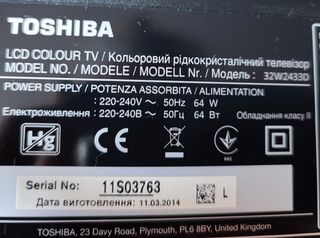 TOSHIBA
LCD COLOUR TV / Кольоровий рідкокристалічний телевізор
MODEL NO. / MODELE / MODELL Nr. / Модель : 32W2433D
POWER SUPPLY / POTENZA ASSORBITA / ALIMENTATION
: 220-240V ~ 50Hz 64 W
Електроживлення : 220-240В ~ 50Гц 64 Вт
Обладнання класу II
Hg
Serial No.: 11S03763
L
Дата виготовлення : 11.03.2014
TOSHIBA, 23 Davy Road, Plymouth, PL6 8BY, United Kingdom